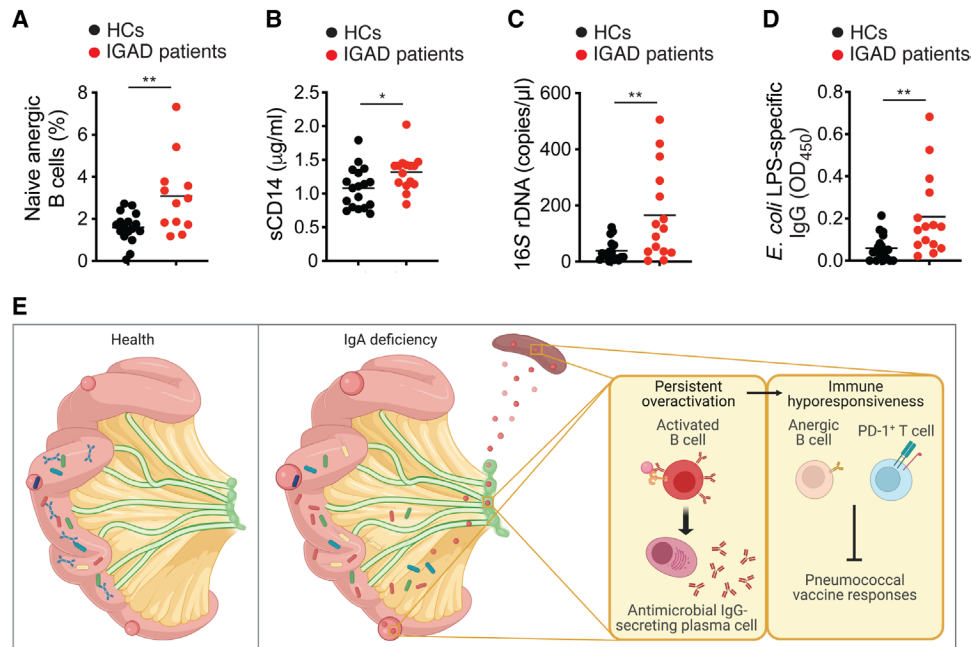 A
HCs
IGAD patients
**
Naive anergic
B cells (%)
8
6
4
2
0
B
HCs
IGAD patients
*
sCD14 (µg/ml)
2.5
2.0
1.5
1.0
0.5
0.0
C
HCs
IGAD patients
**
16S rDNA (copies/µl)
600
400
200
0
D
HCs
IGAD patients
**
E. coli LPS-specific
IgG (OD450)
0.8
0.6
0.4
0.2
0.0
E
Health
IgA deficiency
Persistent
overactivation
Activated
B cell
Antimicrobial IgG-
secreting plasma cell
Immune
hyporesponsiveness
Anergic
B cell
PD-1+ T cell
Pneumococcal
vaccine responses